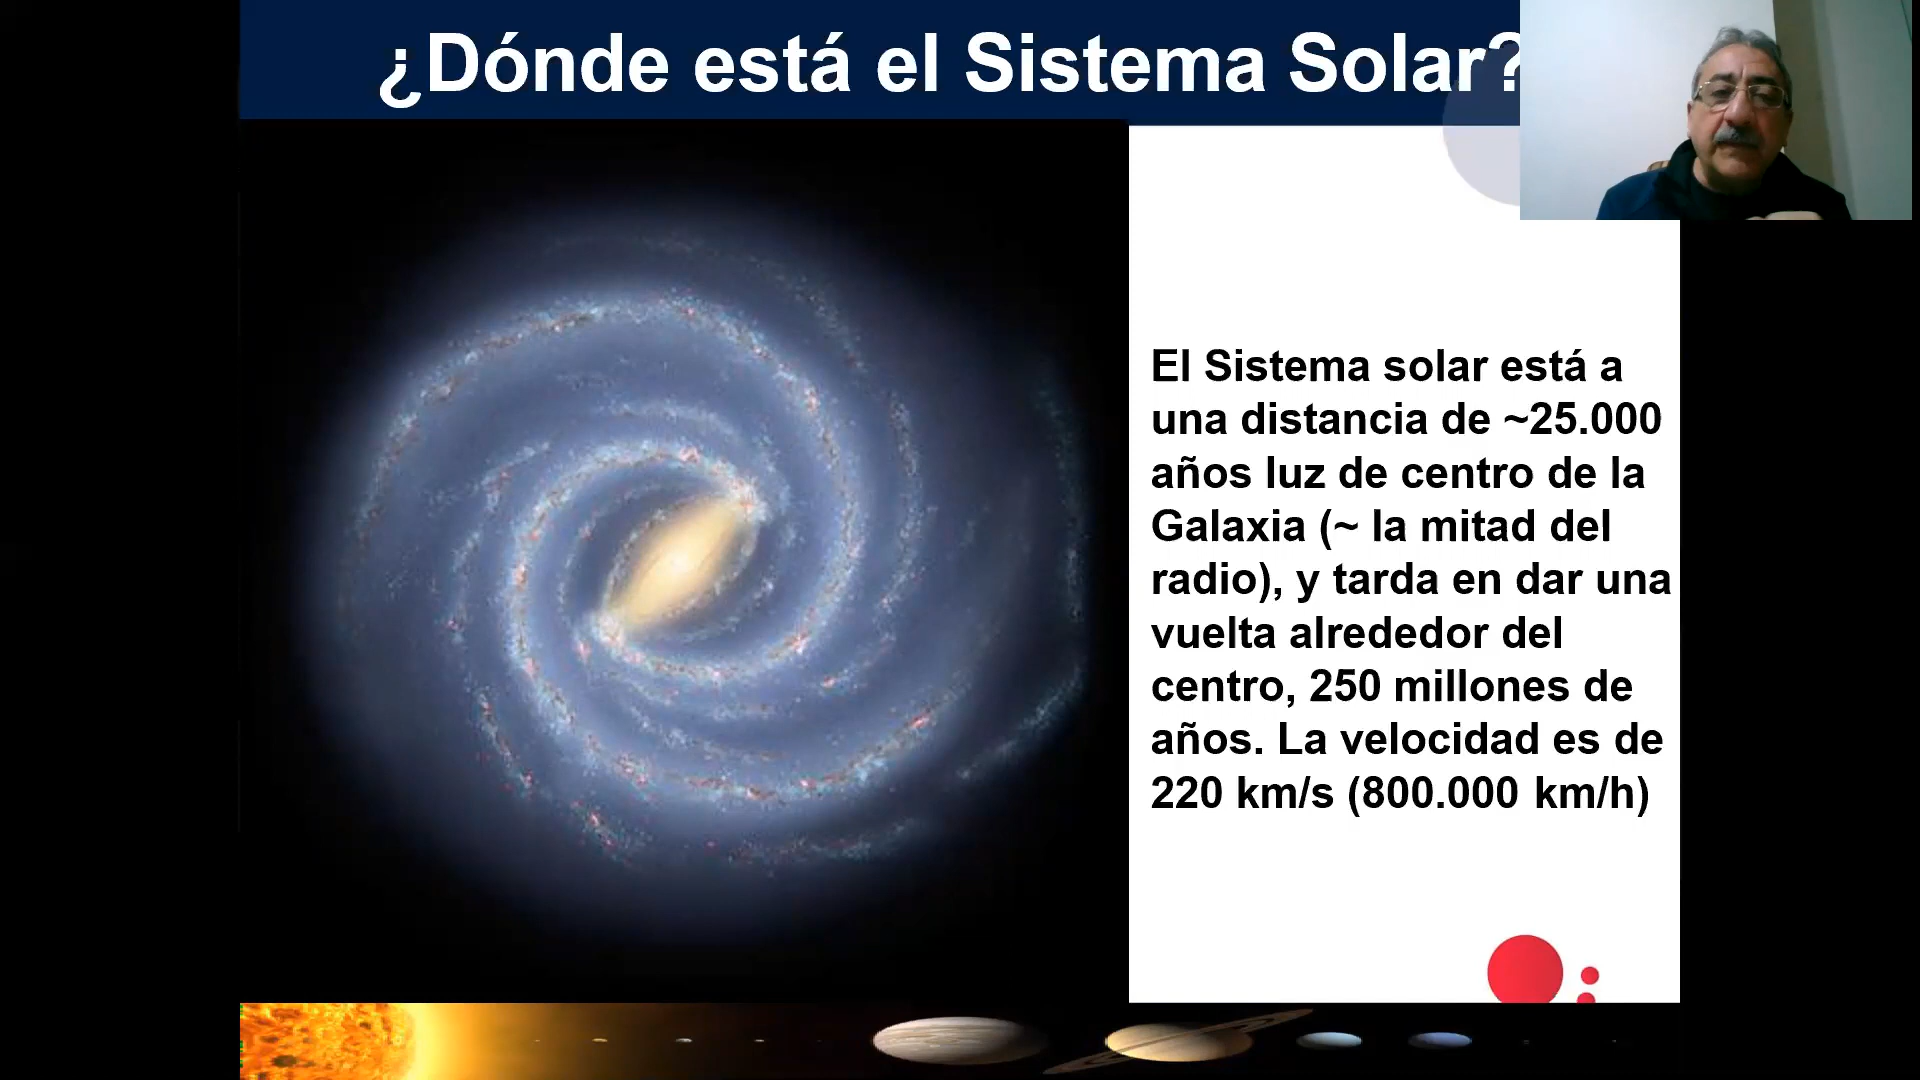 ¿Dónde está el Sistema Solar?
El Sistema solar está a
una distancia de ~25.000
años luz de centro de la
Galaxia (~ la mitad del
radio), y tarda en dar una
vuelta alrededor del
centro, 250 millones de
años. La velocidad es de
220 km/s (800.000 km/h)